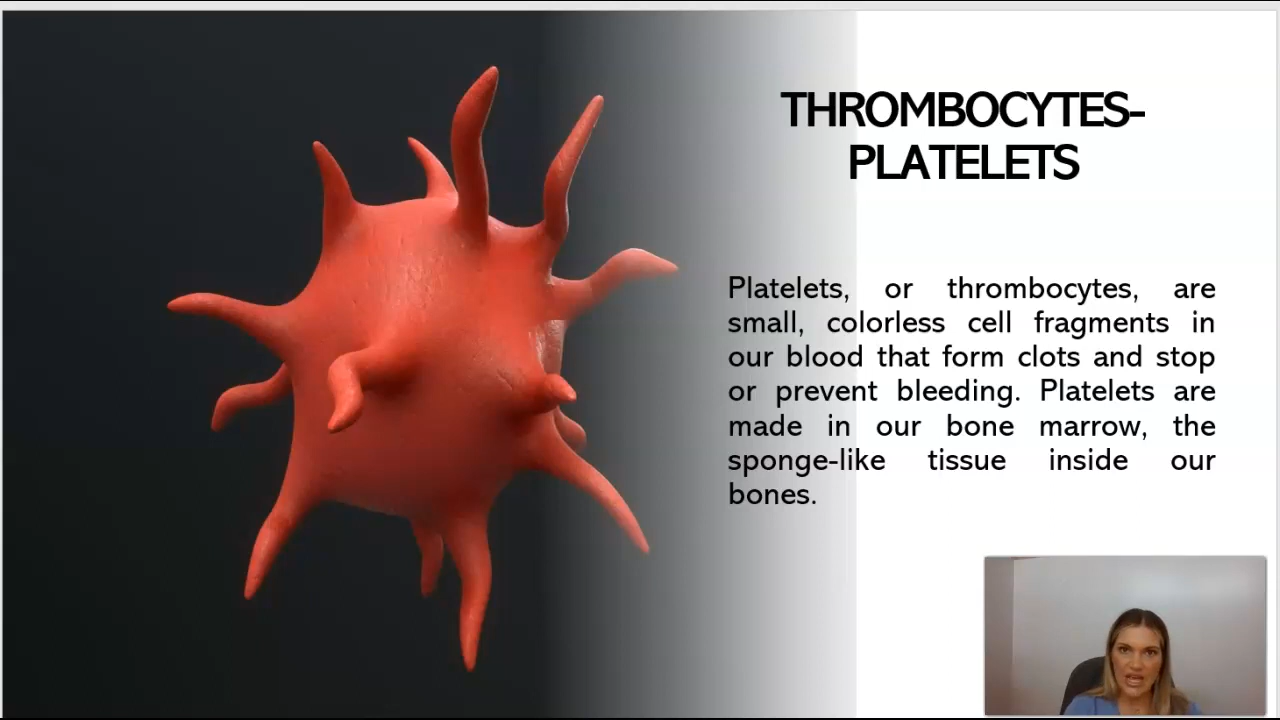 THROMBOCYTES-
PLATELETS
Platelets, or thrombocytes, are
small, colorless cell fragments in
our blood that form clots and stop
or prevent bleeding. Platelets are
made in our bone marrow, the
sponge-like tissue inside our
bones.